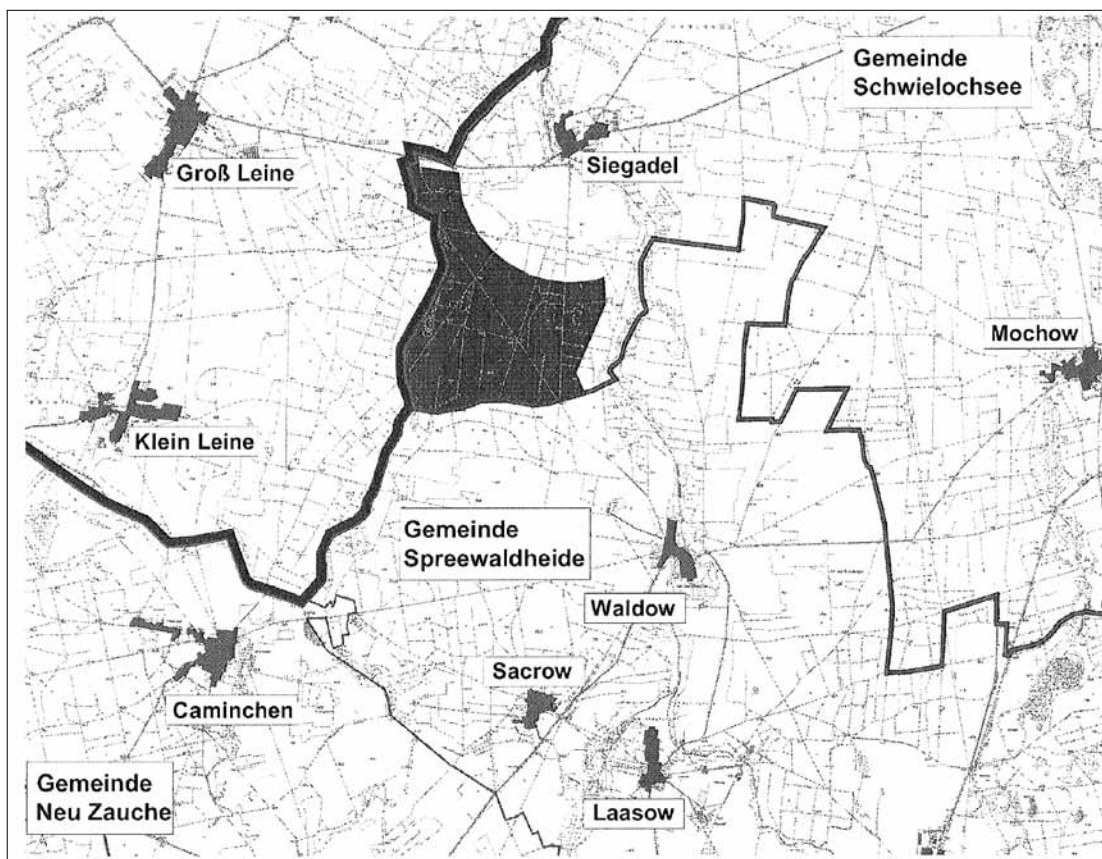 Gemeinde
Schwielochsee
Groß Leine
Siegadel
Mochow
Klein Leine
Gemeinde
Spreewaldheide
Waldow
Sacrow
Caminchen
Gemeinde
Neu Zauche
Laasow